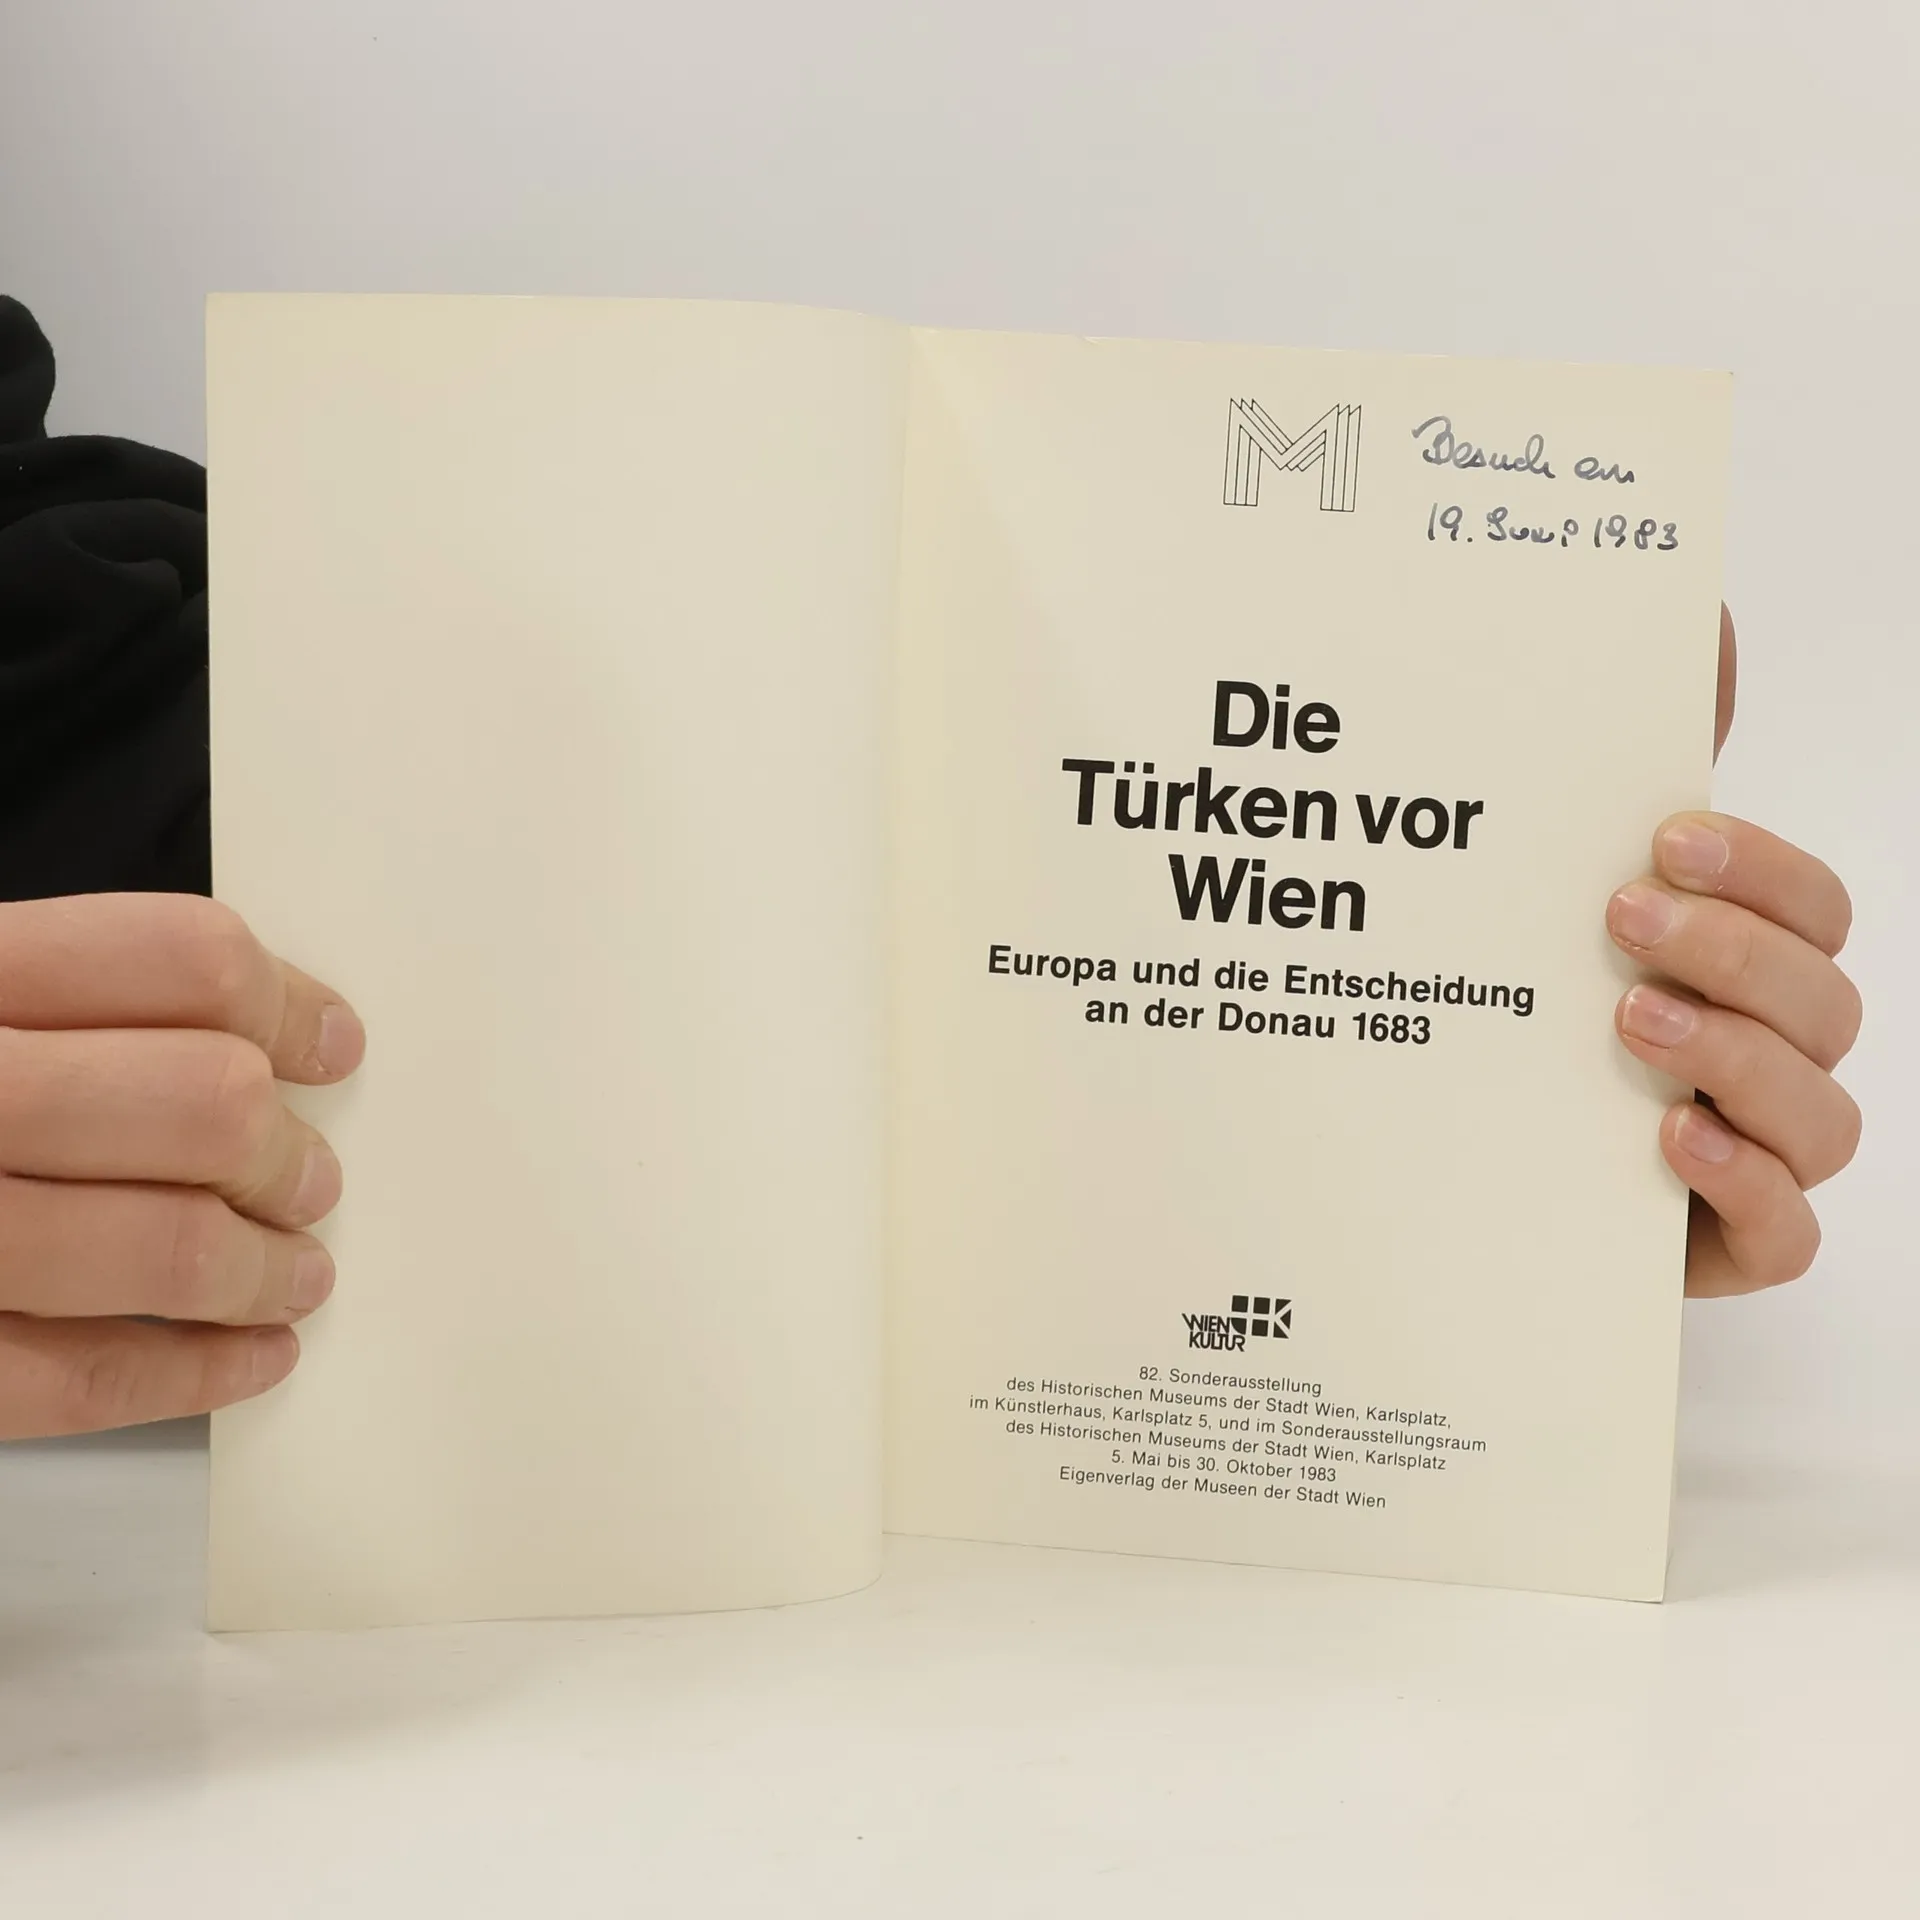 M
Besuch am
19. Juni 1983
Die
Türken vor
Wien
Europa und die Entscheidung
an der Donau 1683
WIEN
KULTUR
82. Sonderausstellung
des Historischen Museums der Stadt Wien, Karlsplatz,
im Künstlerhaus, Karlsplatz 5, und im Sonderausstellungsraum
des Historischen Museums der Stadt Wien, Karlsplatz
5. Mai bis 30. Oktober 1983
Eigenverlag der Museen der Stadt Wien